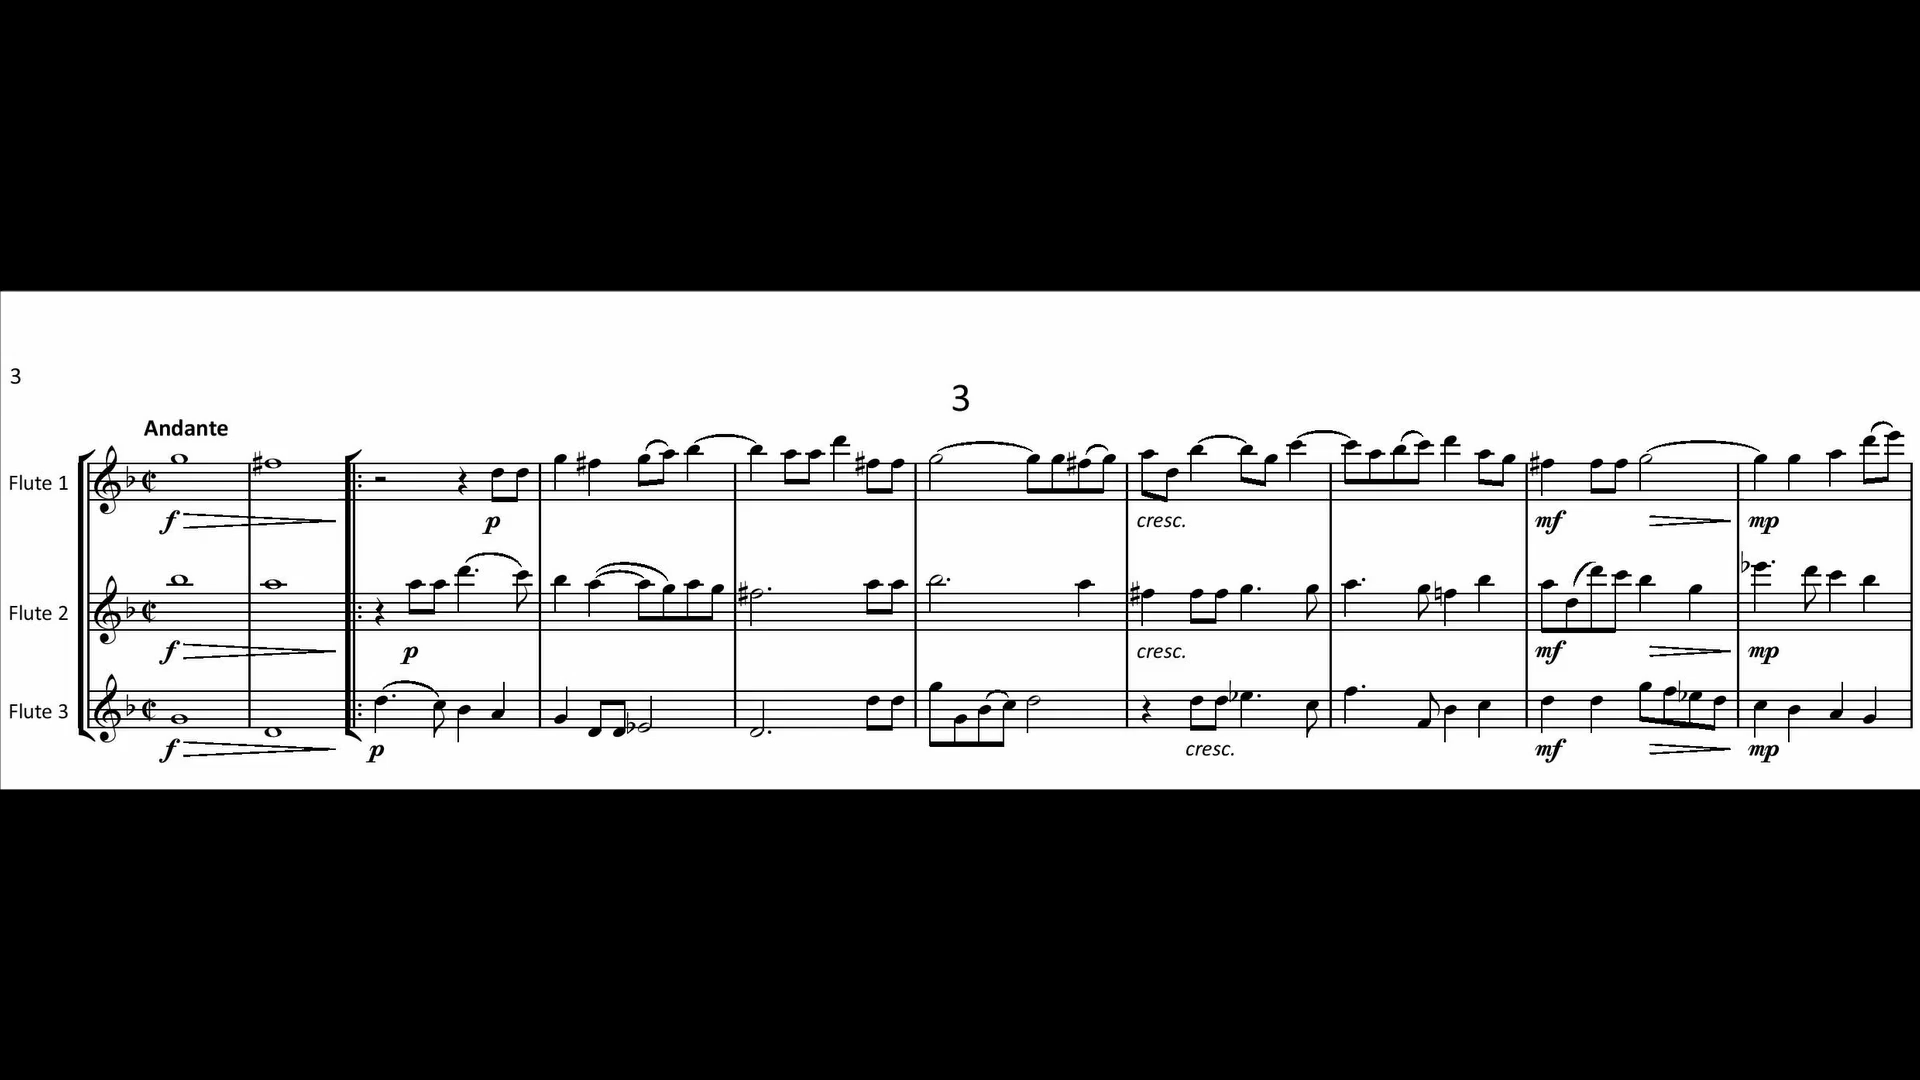 3
3
Andante
Flute 1
f p cresc. mf mp
Flute 2
f p cresc. mf mp
Flute 3
f p cresc. mf mp